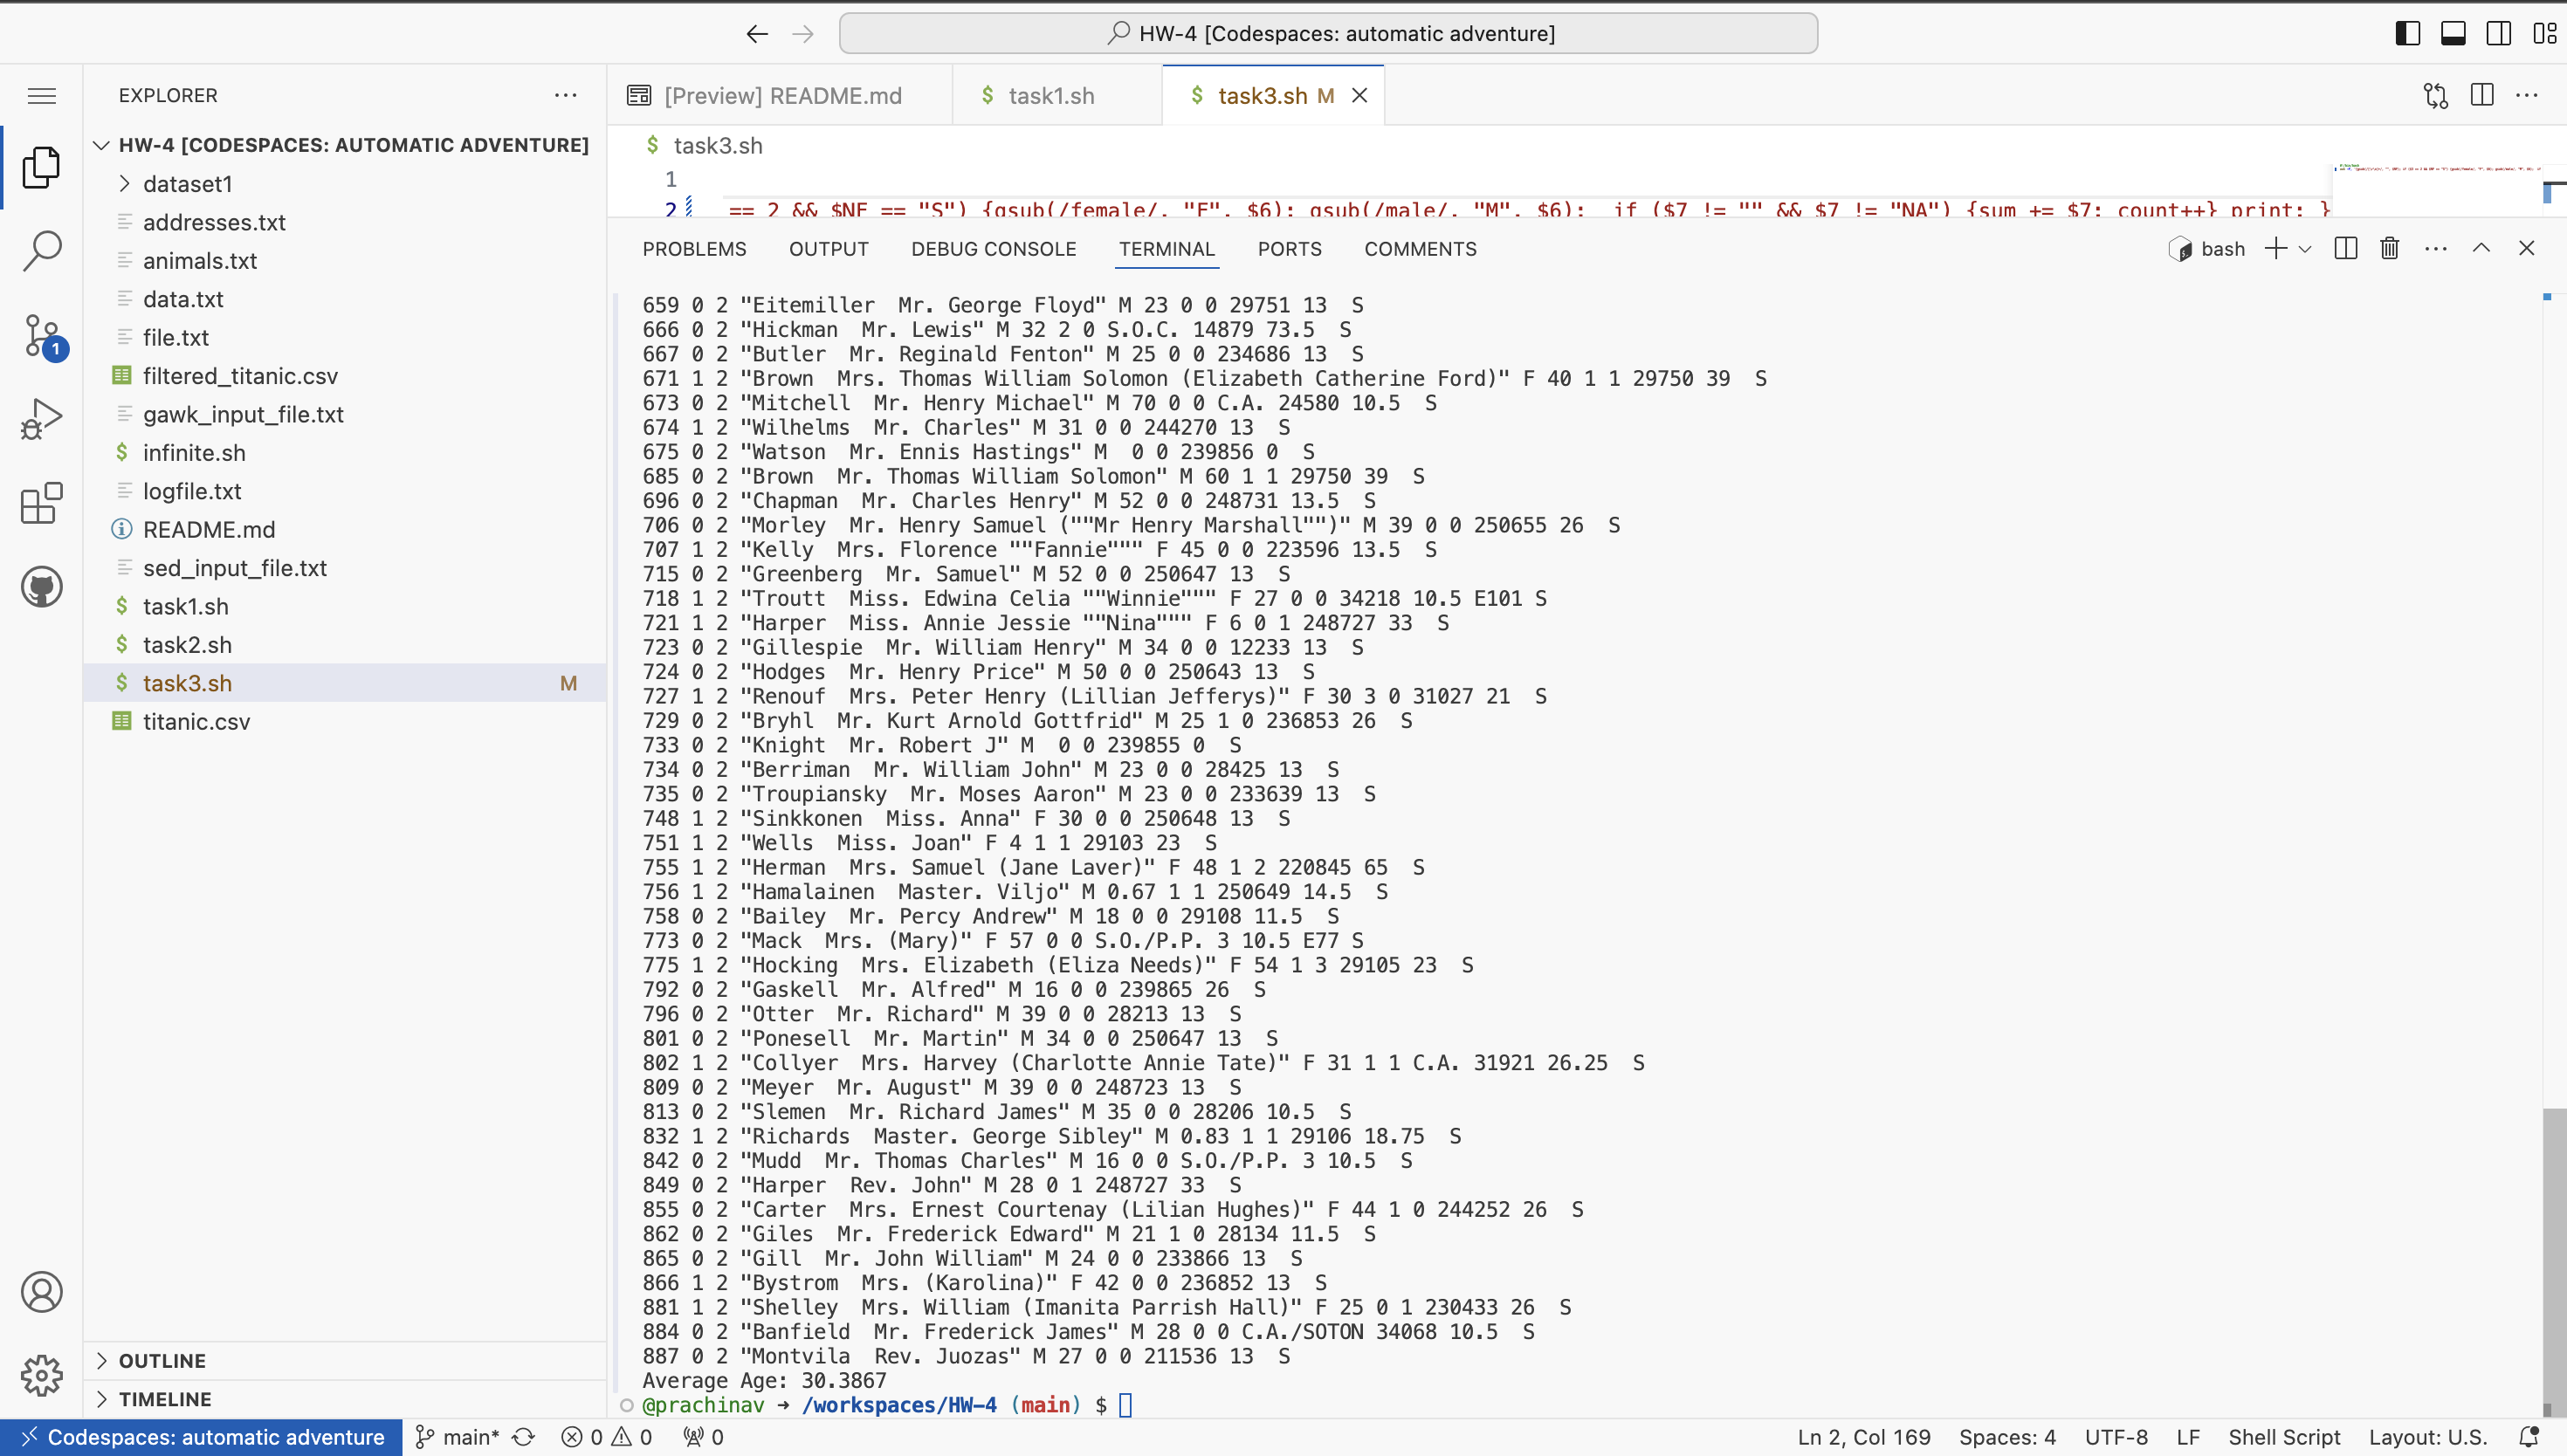 HW-4 [Codespaces: automatic adventure]
EXPLORER
HW-4 [CODESPACES: AUTOMATIC ADVENTURE]
dataset1
addresses.txt
animals.txt
data.txt
file.txt
filtered_titanic.csv
gawk_input_file.txt
infinite.sh
logfile.txt
README.md
sed_input_file.txt
task1.sh
task2.sh
task3.sh M
titanic.csv
OUTLINE
TIMELINE
1
[Preview] README.md
$ task1.sh
$ task3.sh M
$ task3.sh
1
2 == 2 && $NF == "S") {gsub(/female/, "F", $6); gsub(/male/, "M", $6);  if ($7 != "" && $7 != "NA") {sum += $7; count++} print; }
PROBLEMS OUTPUT DEBUG CONSOLE TERMINAL PORTS COMMENTS
bash
659 0 2 "Eitemiller  Mr. George Floyd" M 23 0 0 29751 13  S
666 0 2 "Hickman  Mr. Lewis" M 32 2 0 S.O.C. 14879 73.5  S
667 0 2 "Butler  Mr. Reginald Fenton" M 25 0 0 234686 13  S
671 1 2 "Brown  Mrs. Thomas William Solomon (Elizabeth Catherine Ford)" F 40 1 1 29750 39  S
673 0 2 "Mitchell  Mr. Henry Michael" M 70 0 0 C.A. 24580 10.5  S
674 1 2 "Wilhelms  Mr. Charles" M 31 0 0 244270 13  S
675 0 2 "Watson  Mr. Ennis Hastings" M  0 0 239856 0  S
685 0 2 "Brown  Mr. Thomas William Solomon" M 60 1 1 29750 39  S
696 0 2 "Chapman  Mr. Charles Henry" M 52 0 0 248731 13.5  S
706 0 2 "Morley  Mr. Henry Samuel (""Mr Henry Marshall"")" M 39 0 0 250655 26  S
707 1 2 "Kelly  Mrs. Florence ""Fannie""" F 45 0 0 223596 13.5  S
715 0 2 "Greenberg  Mr. Samuel" M 52 0 0 250647 13  S
718 1 2 "Troutt  Miss. Edwina Celia ""Winnie""" F 27 0 0 34218 10.5 E101 S
721 1 2 "Harper  Miss. Annie Jessie ""Nina""" F 6 0 1 248727 33  S
723 0 2 "Gillespie  Mr. William Henry" M 34 0 0 12233 13  S
724 0 2 "Hodges  Mr. Henry Price" M 50 0 0 250643 13  S
727 1 2 "Renouf  Mrs. Peter Henry (Lillian Jefferys)" F 30 3 0 31027 21  S
729 0 2 "Bryhl  Mr. Kurt Arnold Gottfrid" M 25 1 0 236853 26  S
733 0 2 "Knight  Mr. Robert J" M  0 0 239855 0  S
734 0 2 "Berriman  Mr. William John" M 23 0 0 28425 13  S
735 0 2 "Troupiansky  Mr. Moses Aaron" M 23 0 0 233639 13  S
748 1 2 "Sinkkonen  Miss. Anna" F 30 0 0 250648 13  S
751 1 2 "Wells  Miss. Joan" F 4 1 1 29103 23  S
755 1 2 "Herman  Mrs. Samuel (Jane Laver)" F 48 1 2 220845 65  S
756 1 2 "Hamalainen  Master. Viljo" M 0.67 1 1 250649 14.5  S
758 0 2 "Bailey  Mr. Percy Andrew" M 18 0 0 29108 11.5  S
773 0 2 "Mack  Mrs. (Mary)" F 57 0 0 S.O./P.P. 3 10.5 E77 S
775 1 2 "Hocking  Mrs. Elizabeth (Eliza Needs)" F 54 1 3 29105 23  S
792 0 2 "Gaskell  Mr. Alfred" M 16 0 0 239865 26  S
796 0 2 "Otter  Mr. Richard" M 39 0 0 28213 13  S
801 0 2 "Ponesell  Mr. Martin" M 34 0 0 250647 13  S
802 1 2 "Collyer  Mrs. Harvey (Charlotte Annie Tate)" F 31 1 1 C.A. 31921 26.25  S
809 0 2 "Meyer  Mr. August" M 39 0 0 248723 13  S
813 0 2 "Slemen  Mr. Richard James" M 35 0 0 28206 10.5  S
832 1 2 "Richards  Master. George Sibley" M 0.83 1 1 29106 18.75  S
842 0 2 "Mudd  Mr. Thomas Charles" M 16 0 0 S.O./P.P. 3 10.5  S
849 0 2 "Harper  Rev. John" M 28 0 1 248727 33  S
855 0 2 "Carter  Mrs. Ernest Courtenay (Lilian Hughes)" F 44 1 0 244252 26  S
862 0 2 "Giles  Mr. Frederick Edward" M 21 1 0 28134 11.5  S
865 0 2 "Gill  Mr. John William" M 24 0 0 233866 13  S
866 1 2 "Bystrom  Mrs. (Karolina)" F 42 0 0 236852 13  S
881 1 2 "Shelley  Mrs. William (Imanita Parrish Hall)" F 25 0 1 230433 26  S
884 0 2 "Banfield  Mr. Frederick James" M 28 0 0 C.A./SOTON 34068 10.5  S
887 0 2 "Montvila  Rev. Juozas" M 27 0 0 211536 13  S
Average Age: 30.3867
@prachinav → /workspaces/HW-4 (main) $
Codespaces: automatic adventure main* 0 0 0 Ln 2, Col 169 Spaces: 4 UTF-8 LF Shell Script Layout: U.S.